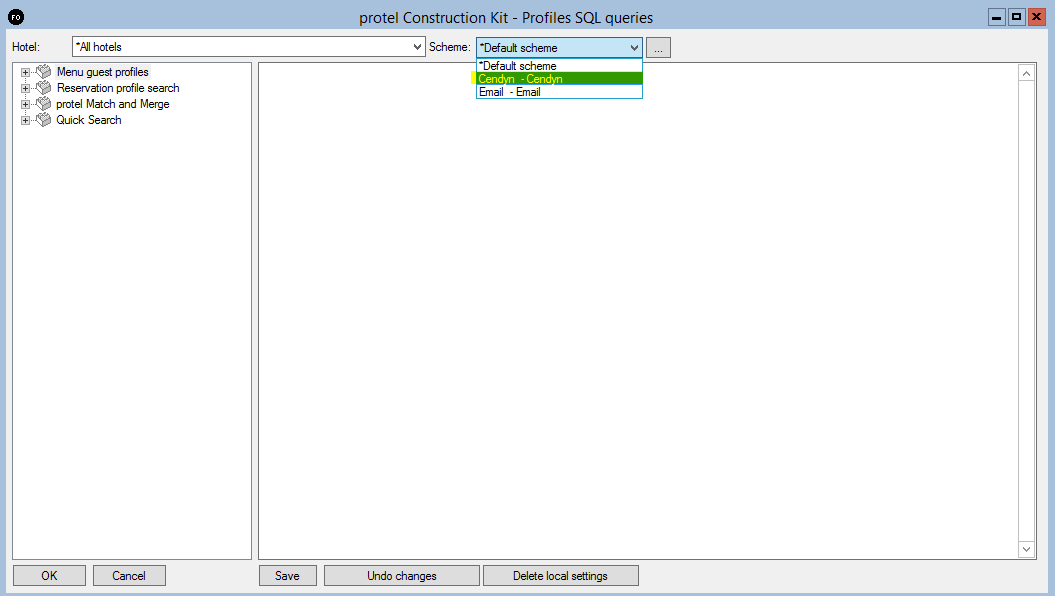 FO
protel Construction Kit - Profiles SQL queries
Hotel:
*All hotels
Scheme:
*Default scheme
...
*Default scheme
Cendyn - Cendyn
Email - Email
Menu guest profiles
Reservation profile search
protel Match and Merge
Quick Search
OK
Cancel
Save
Undo changes
Delete local settings